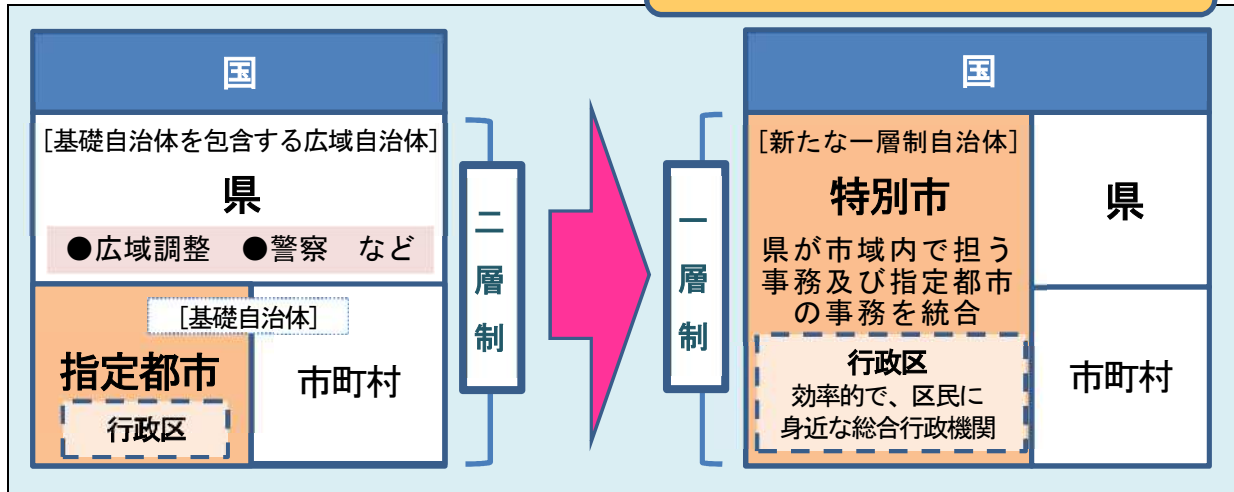 国
[基礎自治体を包含する広域自治体]
県
●広域調整　●警察　など
[基礎自治体]
指定都市
行政区
市町村
二層制
一層制
国
[新たな一層制自治体]
特別市
県が市域内で担う
事務及び指定都市
の事務を統合
行政区
効率的で、区民に
身近な総合行政機関
県
市町村